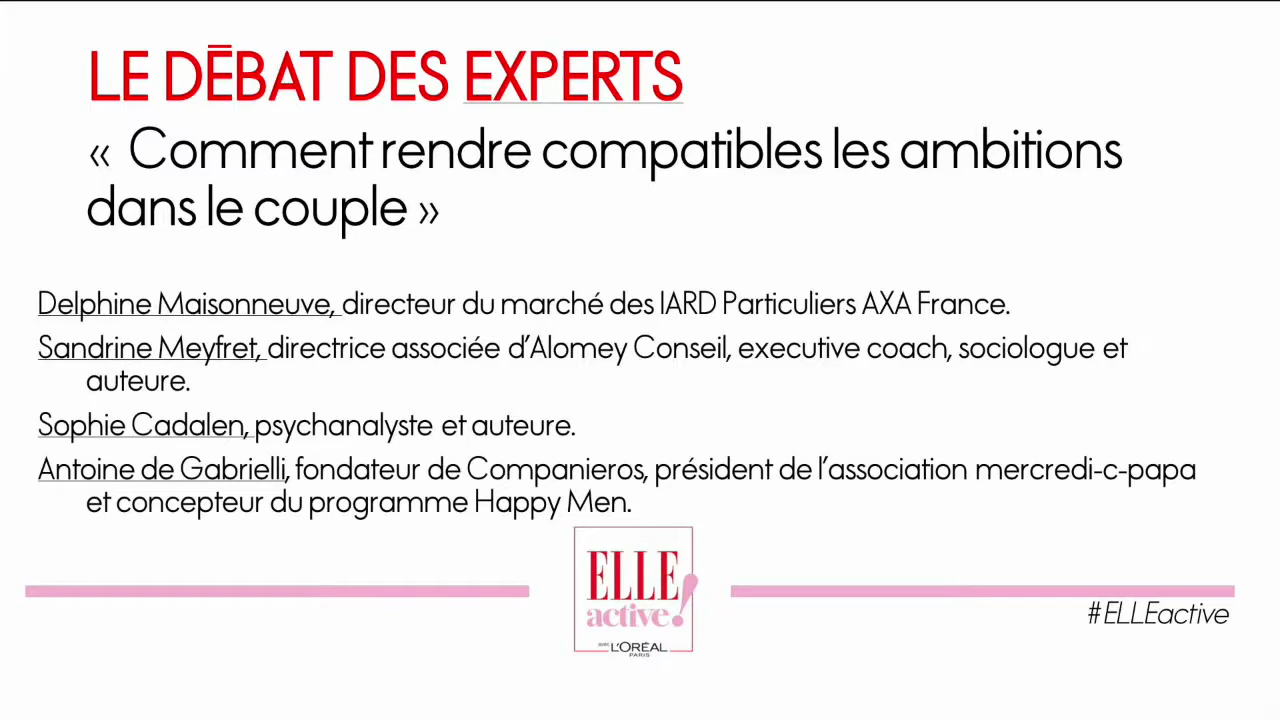 LE DÉBAT DES EXPERTS
« Comment rendre compatibles les ambitions
dans le couple »
Delphine Maisonneuve, directeur du marché des IARD Particuliers AXA France.
Sandrine Meyfret, directrice associée d’Alomey Conseil, executive coach, sociologue et
auteure.
Sophie Cadalen, psychanalyste et auteure.
Antoine de Gabrielli, fondateur de Companieros, président de l’association mercredi-c-papa
et concepteur du programme Happy Men.
ELLE
active!
avec L’ORÉAL
PARIS
#ELLEactive